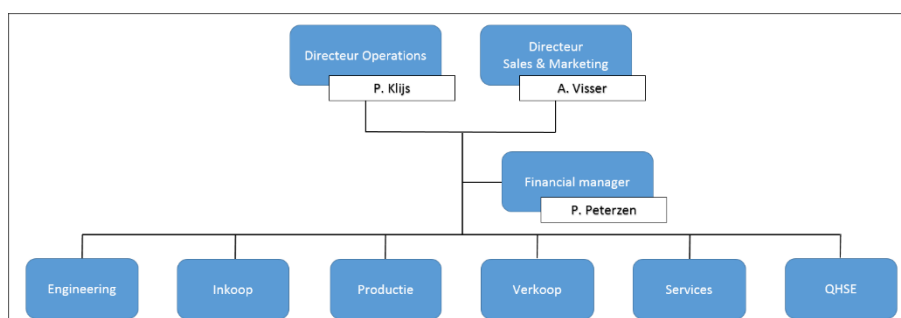 Directeur Operations
P. Klijs
Directeur
Sales & Marketing
A. Visser
Financial manager
P. Peterzen
Engineering
Inkoop
Productie
Verkoop
Services
QHSE